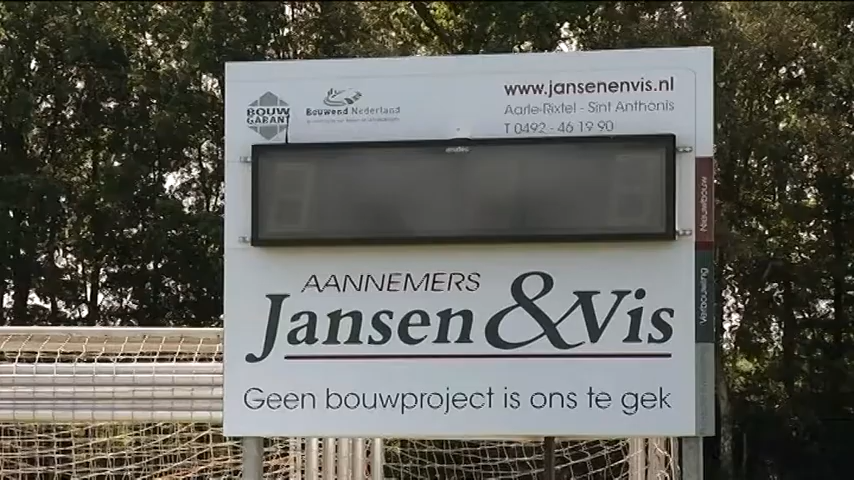 www.jansenenvis.nl
BOUW
GARANT
Bouwend Nederland
Aarle-Rixtel - Sint Anthonis
T 0492 - 46 19 90
Nieuwbouw
Verbouwing
AANNEMERS
Jansen & Vis
Geen bouwproject is ons te gek